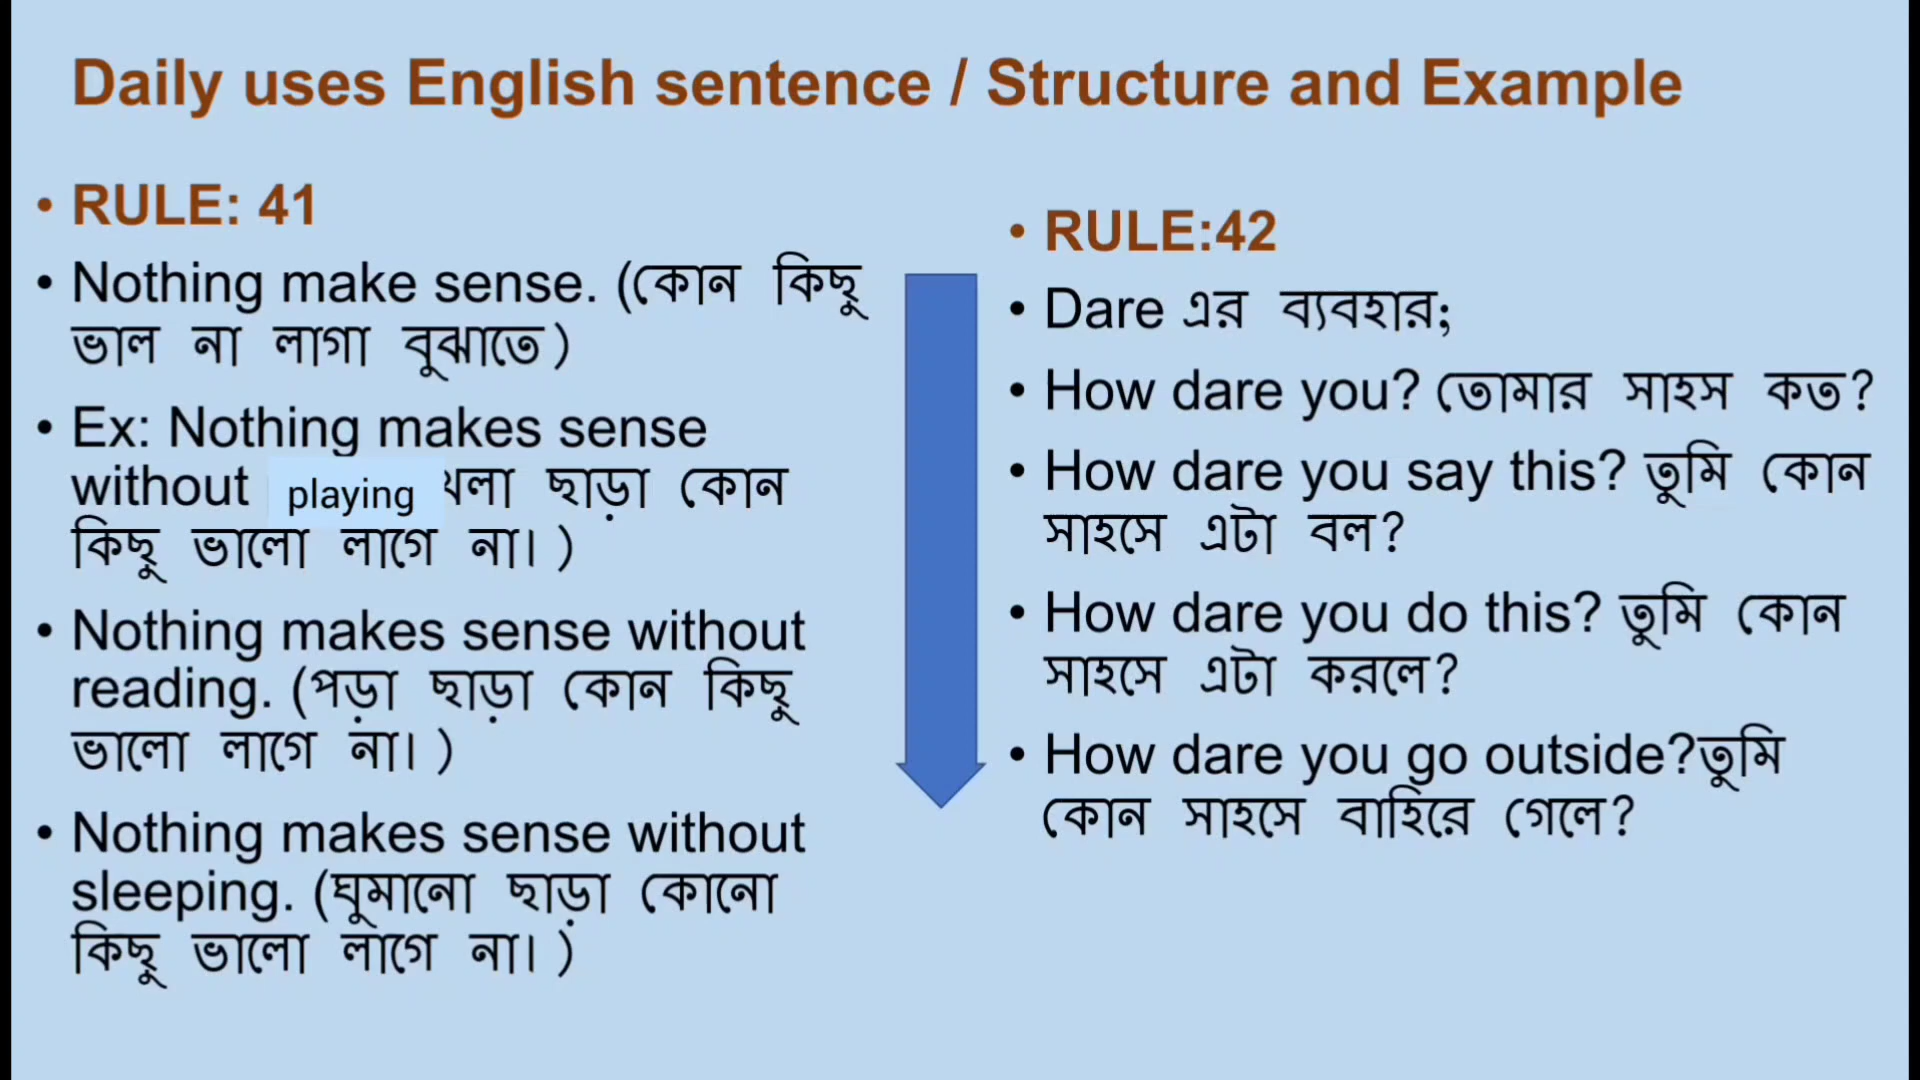 Daily uses English sentence / Structure and Example
• RULE: 41
• Nothing make sense. (কোন কিছু
ভাল না লাগা বুঝাতে)
• Ex: Nothing makes sense
without playing লা ছাড়া কোন
কিছু ভালো লাগে না। )
• Nothing makes sense without
reading. (পড়া ছাড়া কোন কিছু
ভালো লাগে না। )
• Nothing makes sense without
sleeping. (ঘুমানো ছাড়া কোনো
কিছু ভালো লাগে না। )
• RULE:42
• Dare এর ব্যবহার;
• How dare you? তোমার সাহস কত?
• How dare you say this? তুমি কোন
সাহসে এটা বল?
• How dare you do this? তুমি কোন
সাহসে এটা করলে?
• How dare you go outside?তুমি
কোন সাহসে বাহিরে গেলে?